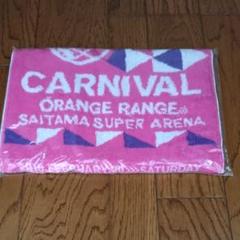 CARNIVAL
ORANGE RANGE
SAITAMA SUPER ARENA
SATURDAY